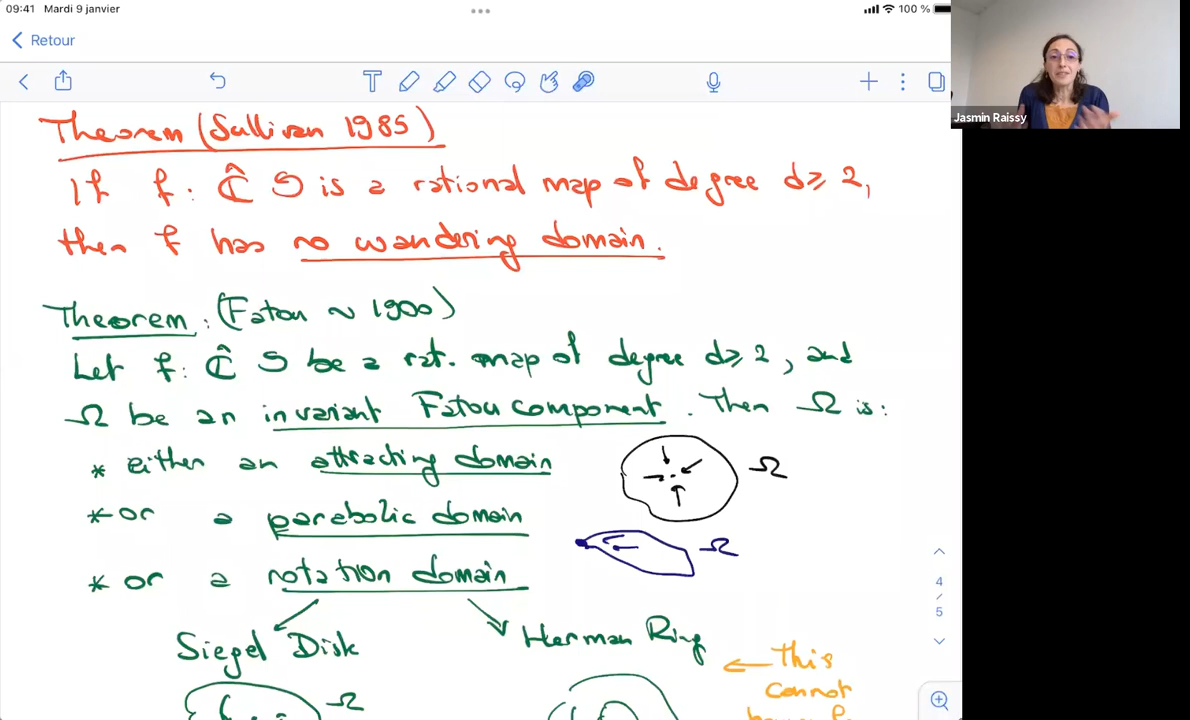 09:41 Mardi 9 janvier
100 %
Retour
Jasmin Raissy
Theorem (Sullivan 1985)
If f: Ĉ ↺ is a rational map of degree d ≥ 2,
then f has no wandering domain.
Theorem: (Fatou ~ 1900)
Let f: Ĉ ↺ be a rat. map of degree d ≥ 2, and
Ω be an invariant Fatou component. Then Ω is:
* either an attracting domain
Ω
* or a parabolic domain
Ω
* or a rotation domain
4
/
5
Siegel Disk
Herman Ring
← This
cannot
Ω